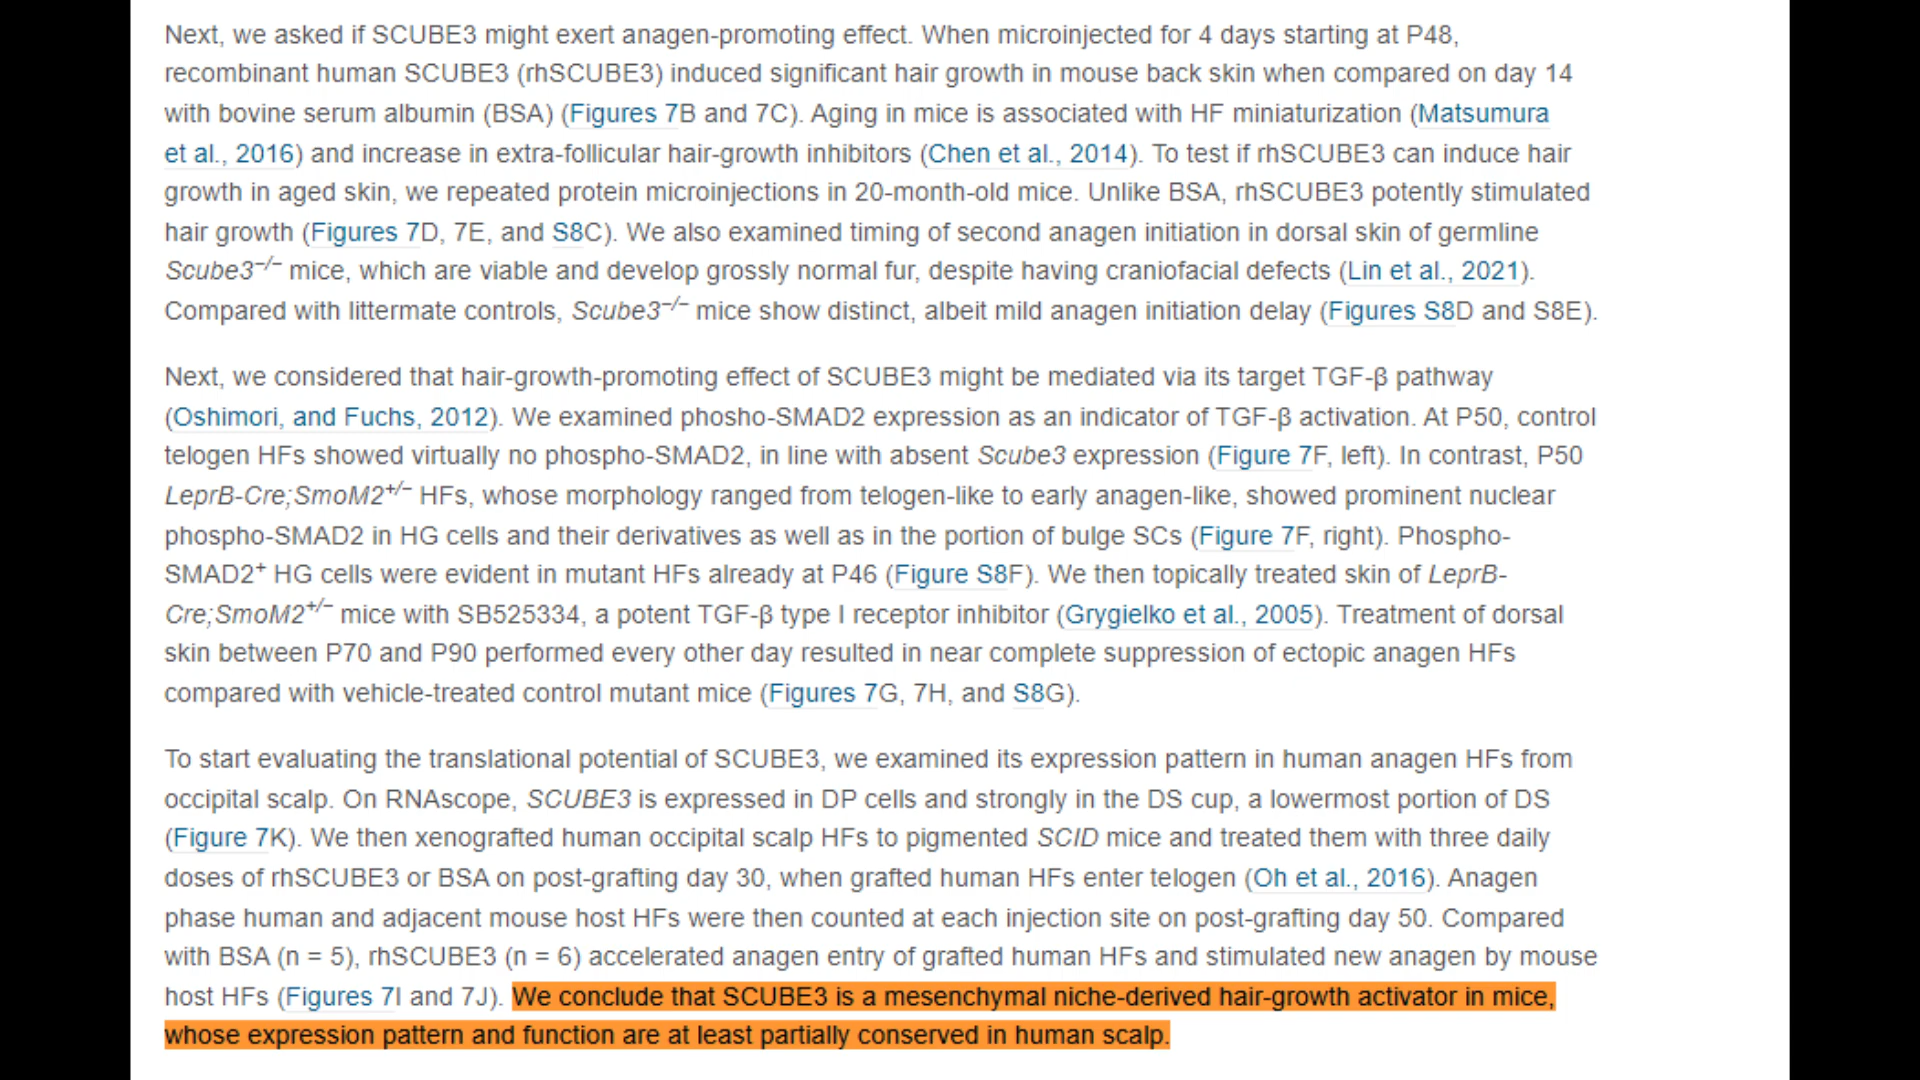 Next, we asked if SCUBE3 might exert anagen-promoting effect. When microinjected for 4 days starting at P48,
recombinant human SCUBE3 (rhSCUBE3) induced significant hair growth in mouse back skin when compared on day 14
with bovine serum albumin (BSA) (Figures 7B and 7C). Aging in mice is associated with HF miniaturization (Matsumura
et al., 2016) and increase in extra-follicular hair-growth inhibitors (Chen et al., 2014). To test if rhSCUBE3 can induce hair
growth in aged skin, we repeated protein microinjections in 20-month-old mice. Unlike BSA, rhSCUBE3 potently stimulated
hair growth (Figures 7D, 7E, and S8C). We also examined timing of second anagen initiation in dorsal skin of germline
Scube3−/− mice, which are viable and develop grossly normal fur, despite having craniofacial defects (Lin et al., 2021).
Compared with littermate controls, Scube3−/− mice show distinct, albeit mild anagen initiation delay (Figures S8D and S8E).
Next, we considered that hair-growth-promoting effect of SCUBE3 might be mediated via its target TGF-β pathway
(Oshimori, and Fuchs, 2012). We examined phosho-SMAD2 expression as an indicator of TGF-β activation. At P50, control
telogen HFs showed virtually no phospho-SMAD2, in line with absent Scube3 expression (Figure 7F, left). In contrast, P50
LeprB-Cre;SmoM2+/− HFs, whose morphology ranged from telogen-like to early anagen-like, showed prominent nuclear
phospho-SMAD2 in HG cells and their derivatives as well as in the portion of bulge SCs (Figure 7F, right). Phospho-
SMAD2+ HG cells were evident in mutant HFs already at P46 (Figure S8F). We then topically treated skin of LeprB-
Cre;SmoM2+/− mice with SB525334, a potent TGF-β type I receptor inhibitor (Grygielko et al., 2005). Treatment of dorsal
skin between P70 and P90 performed every other day resulted in near complete suppression of ectopic anagen HFs
compared with vehicle-treated control mutant mice (Figures 7G, 7H, and S8G).
To start evaluating the translational potential of SCUBE3, we examined its expression pattern in human anagen HFs from
occipital scalp. On RNAscope, SCUBE3 is expressed in DP cells and strongly in the DS cup, a lowermost portion of DS
(Figure 7K). We then xenografted human occipital scalp HFs to pigmented SCID mice and treated them with three daily
doses of rhSCUBE3 or BSA on post-grafting day 30, when grafted human HFs enter telogen (Oh et al., 2016). Anagen
phase human and adjacent mouse host HFs were then counted at each injection site on post-grafting day 50. Compared
with BSA (n = 5), rhSCUBE3 (n = 6) accelerated anagen entry of grafted human HFs and stimulated new anagen by mouse
host HFs (Figures 7I and 7J). We conclude that SCUBE3 is a mesenchymal niche-derived hair-growth activator in mice,
whose expression pattern and function are at least partially conserved in human scalp.